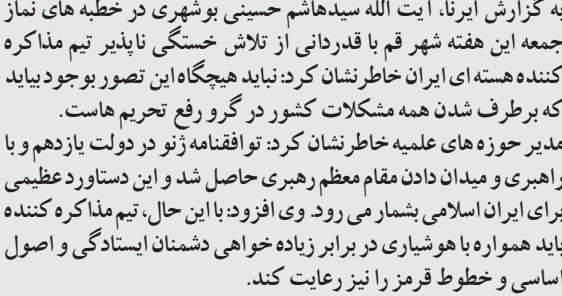 به گزارش ایرنا، آیت الله سیدهاشم حسینی بوشهری در خطبه های نماز
جمعه این هفته شهر قم با قدردانی از تلاش خستگی ناپذیر تیم مذاکره
کننده هسته ای ایران خاطرنشان کرد: نباید هیچگاه این تصور بوجود بیاید
که برطرف شدن همه مشکلات کشور در گرو رفع تحریم هاست.
مدیر حوزه های علمیه خاطرنشان کرد: توافقنامه ژنو در دولت یازدهم و با
راهبری و میدان دادن مقام معظم رهبری حاصل شد و این دستاورد عظیمی
برای ایران اسلامی بشمار می رود. وی افزود: با این حال، تیم مذاکره کننده
باید همواره با هوشیاری در برابر زیاده خواهی دشمنان ایستادگی و اصول
اساسی و خطوط قرمز را نیز رعایت کند.